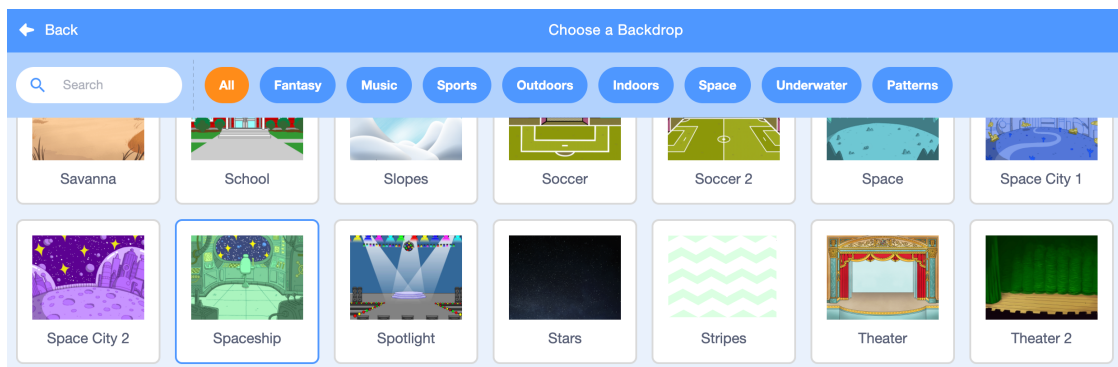 Back
Choose a Backdrop
Search
All
Fantasy
Music
Sports
Outdoors
Indoors
Space
Underwater
Patterns
Savanna
School
Slopes
Soccer
Soccer 2
Space
Space City 1
Space City 2
Spaceship
Spotlight
Stars
Stripes
Theater
Theater 2